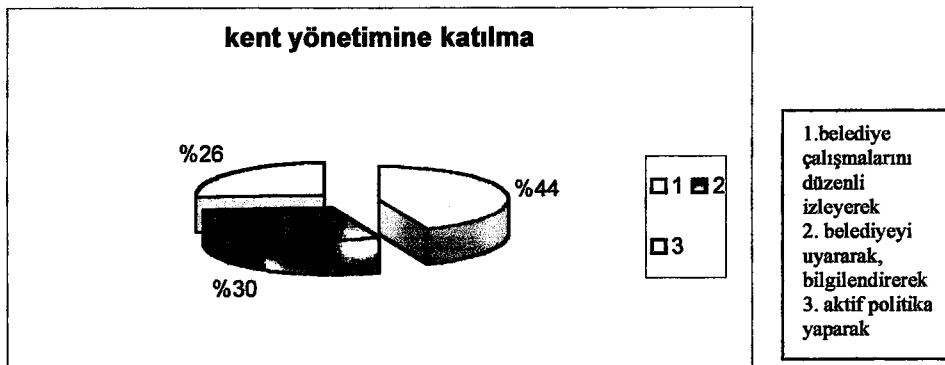 kent yönetimine katılma
%26
%44
%30
1 2
3
1.belediye
çalışmalarını
düzenli
izleyerek
2. belediyeyi
uyararak,
bilgilendirerek
3. aktif politika
yaparak